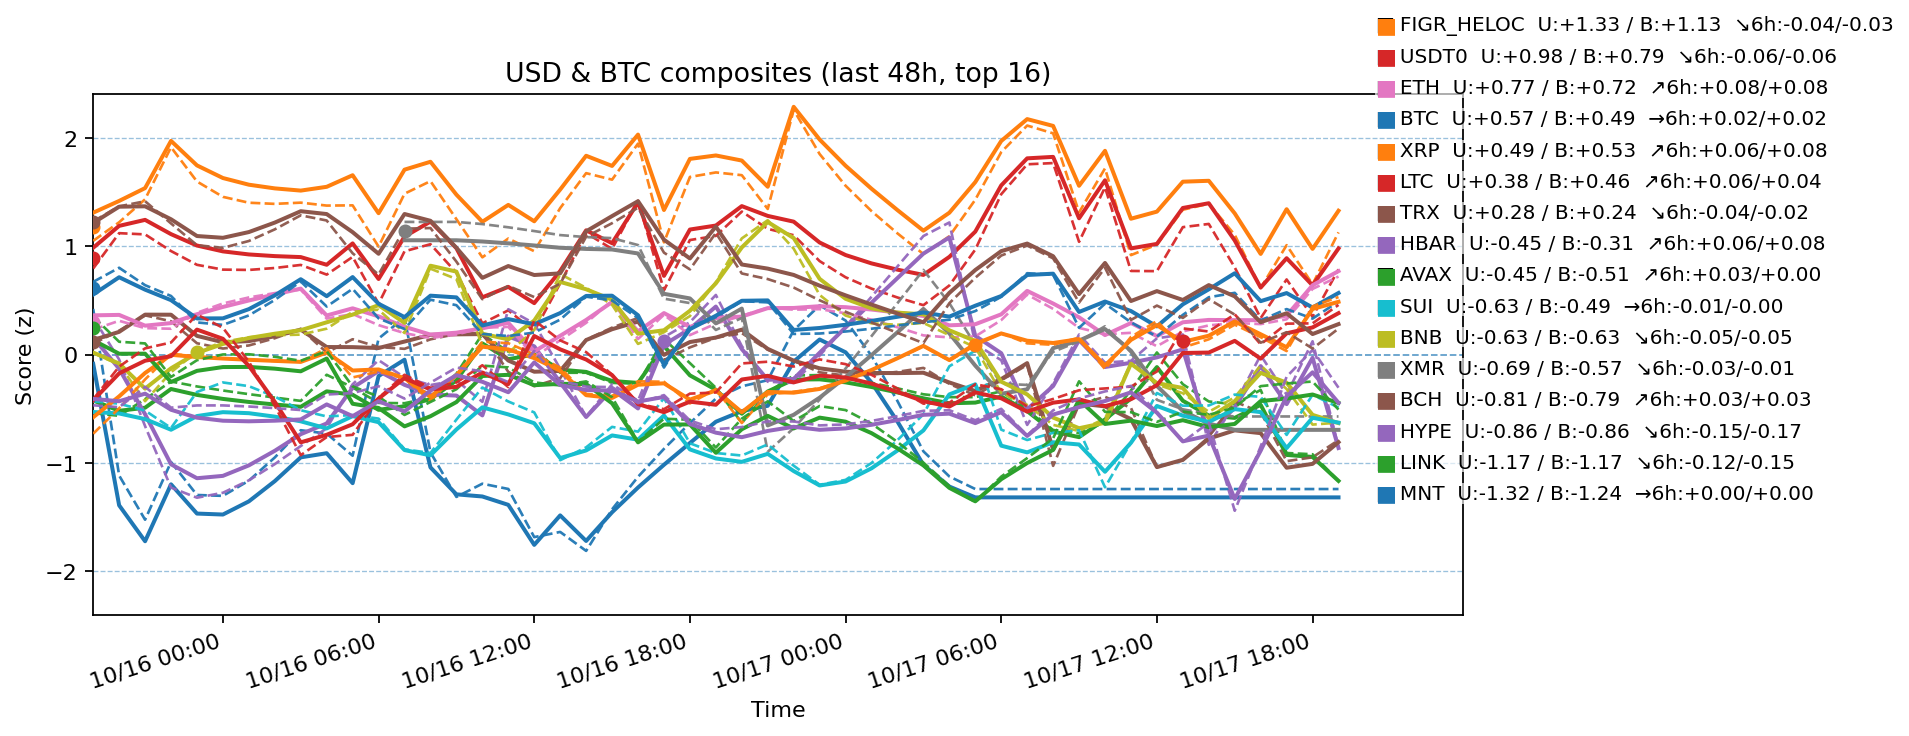 USD & BTC composites (last 48h, top 16)
FIGR_HELOC U:+1.33 / B:+1.13 ↘6h:-0.04/-0.03
USDT0 U:+0.98 / B:+0.79 ↘6h:-0.06/-0.06
ETH U:+0.77 / B:+0.72 ↗6h:+0.08/+0.08
BTC U:+0.57 / B:+0.49 →6h:+0.02/+0.02
XRP U:+0.49 / B:+0.53 ↗6h:+0.06/+0.08
LTC U:+0.38 / B:+0.46 ↗6h:+0.06/+0.04
TRX U:+0.28 / B:+0.24 ↘6h:-0.04/-0.02
HBAR U:-0.45 / B:-0.31 ↗6h:+0.06/+0.08
AVAX U:-0.45 / B:-0.51 ↗6h:+0.03/+0.00
SUI U:-0.63 / B:-0.49 →6h:-0.01/-0.00
BNB U:-0.63 / B:-0.63 ↘6h:-0.05/-0.05
XMR U:-0.69 / B:-0.57 ↘6h:-0.03/-0.01
BCH U:-0.81 / B:-0.79 ↗6h:+0.03/+0.03
HYPE U:-0.86 / B:-0.86 ↘6h:-0.15/-0.17
LINK U:-1.17 / B:-1.17 ↘6h:-0.12/-0.15
MNT U:-1.32 / B:-1.24 →6h:+0.00/+0.00
Score (z)
2
1
0
−1
−2
10/16 00:00
10/16 06:00
10/16 12:00
10/16 18:00
10/17 00:00
10/17 06:00
10/17 12:00
10/17 18:00
Time